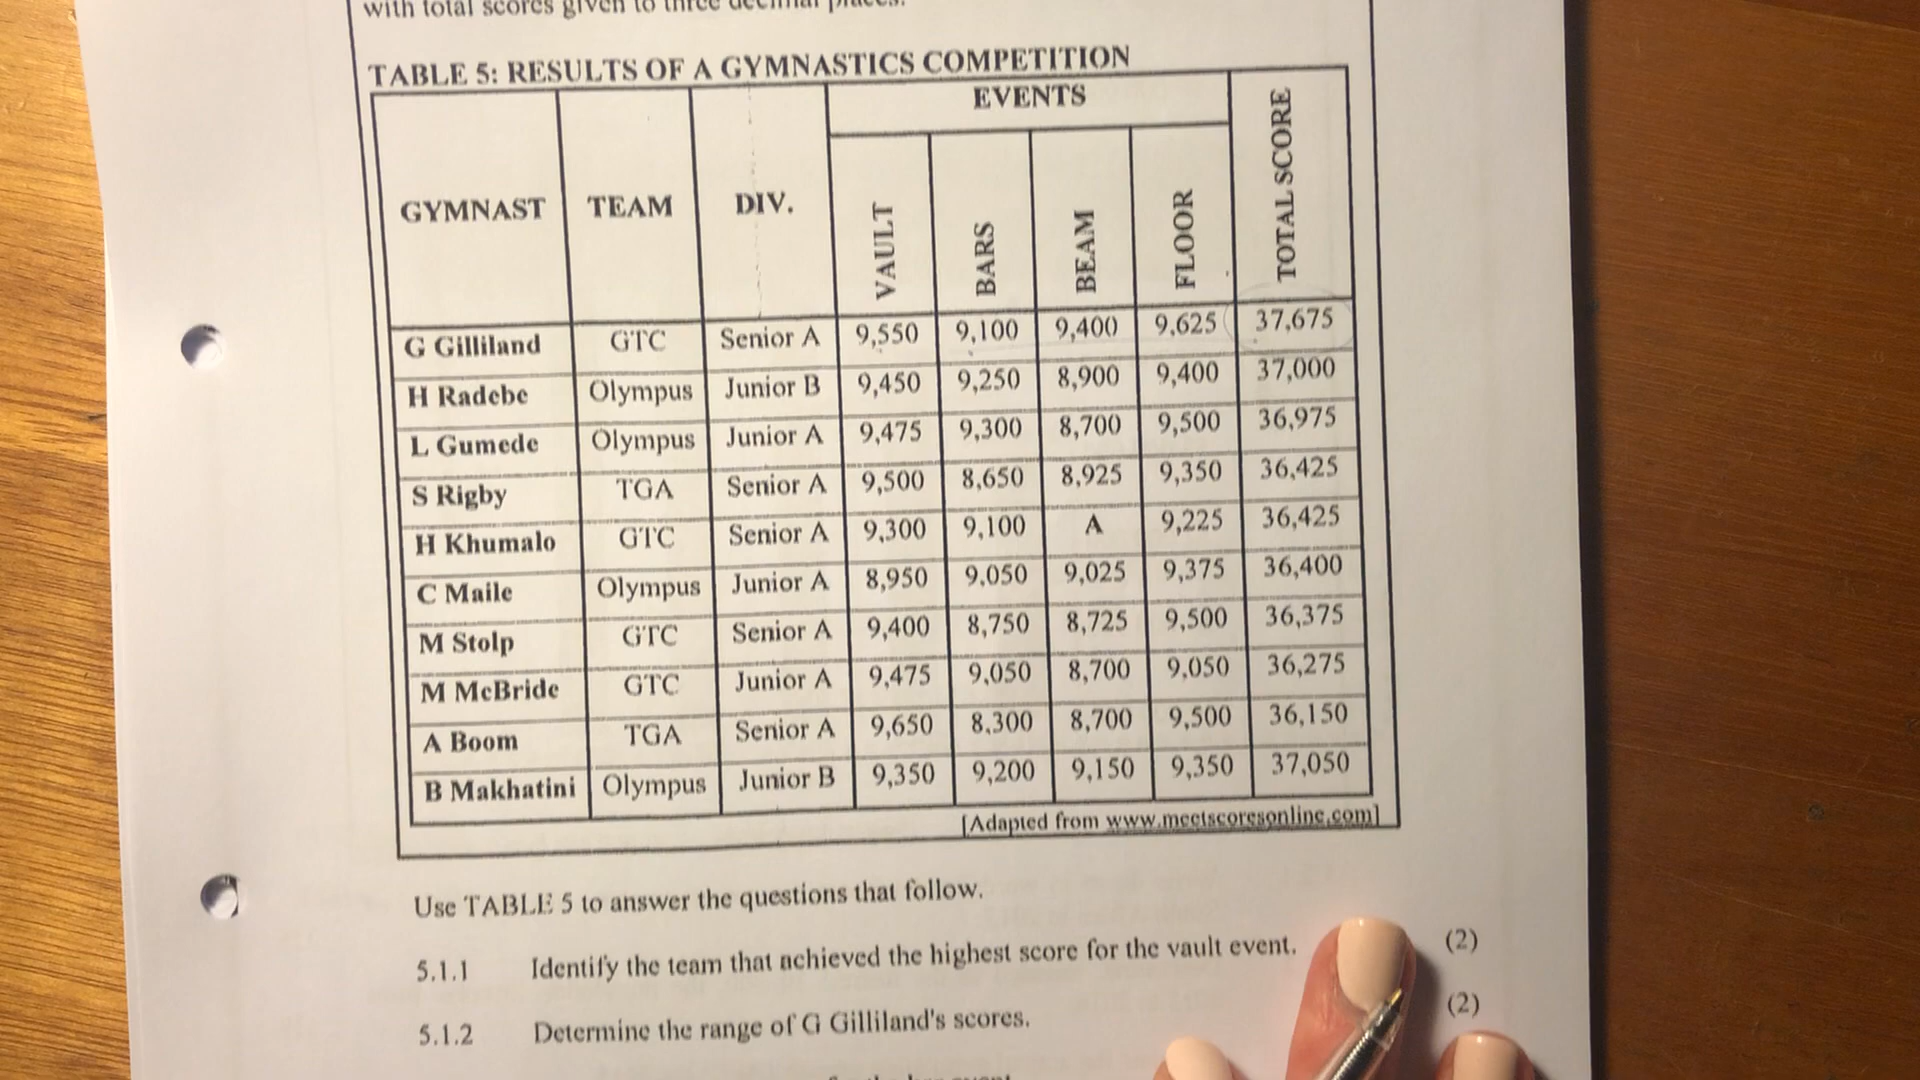 with total scores given to three decimal places.
TABLE 5: RESULTS OF A GYMNASTICS COMPETITION
GYMNAST TEAM DIV. EVENTS TOTAL SCORE
VAULT BARS BEAM FLOOR
G Gilliland GTC Senior A 9,550 9,100 9,400 9,625 37,675
H Radebe Olympus Junior B 9,450 9,250 8,900 9,400 37,000
L Gumede Olympus Junior A 9,475 9,300 8,700 9,500 36,975
S Rigby TGA Senior A 9,500 8,650 8,925 9,350 36,425
H Khumalo GTC Senior A 9,300 9,100 A 9,225 36,425
C Maile Olympus Junior A 8,950 9,050 9,025 9,375 36,400
M Stolp GTC Senior A 9,400 8,750 8,725 9,500 36,375
M McBride GTC Junior A 9,475 9,050 8,700 9,050 36,275
A Boom TGA Senior A 9,650 8,300 8,700 9,500 36,150
B Makhatini Olympus Junior B 9,350 9,200 9,150 9,350 37,050
[Adapted from www.meetscoresonline.com]
Use TABLE 5 to answer the questions that follow.
5.1.1 Identify the team that achieved the highest score for the vault event. (2)
5.1.2 Determine the range of G Gilliland's scores. (2)